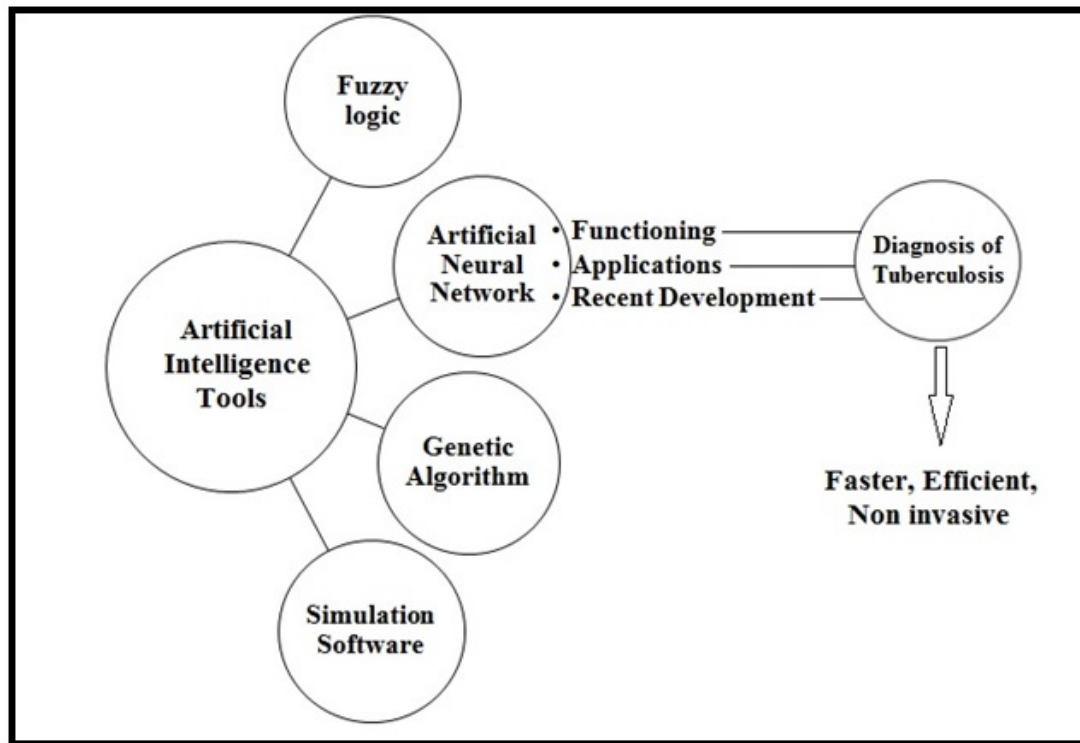 Fuzzy
logic
Artificial
Neural
Network
• Functioning
• Applications
• Recent Development
Diagnosis of
Tuberculosis
Artificial
Intelligence
Tools
Genetic
Algorithm
Faster, Efficient,
Non invasive
Simulation
Software